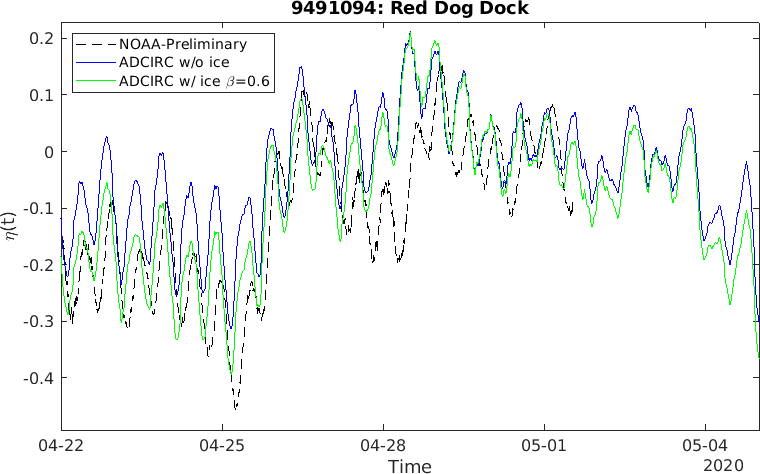 9491094: Red Dog Dock
NOAA-Preliminary
ADCIRC w/o ice
ADCIRC w/ ice β=0.6
η(t)
0.2
0.1
0
-0.1
-0.2
-0.3
-0.4
04-22 04-25 04-28 05-01 05-04
Time
2020